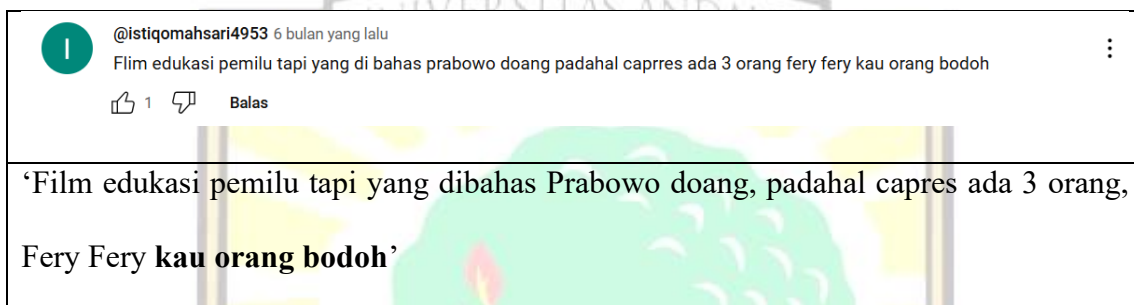 UNIVERSITAS ANDAL
I
@istiqomahsari4953 6 bulan yang lalu
Flim edukasi pemilu tapi yang di bahas prabowo doang padahal caprres ada 3 orang fery fery kau orang bodoh
1 Balas
‘Film edukasi pemilu tapi yang dibahas Prabowo doang, padahal capres ada 3 orang,
Fery Fery kau orang bodoh’